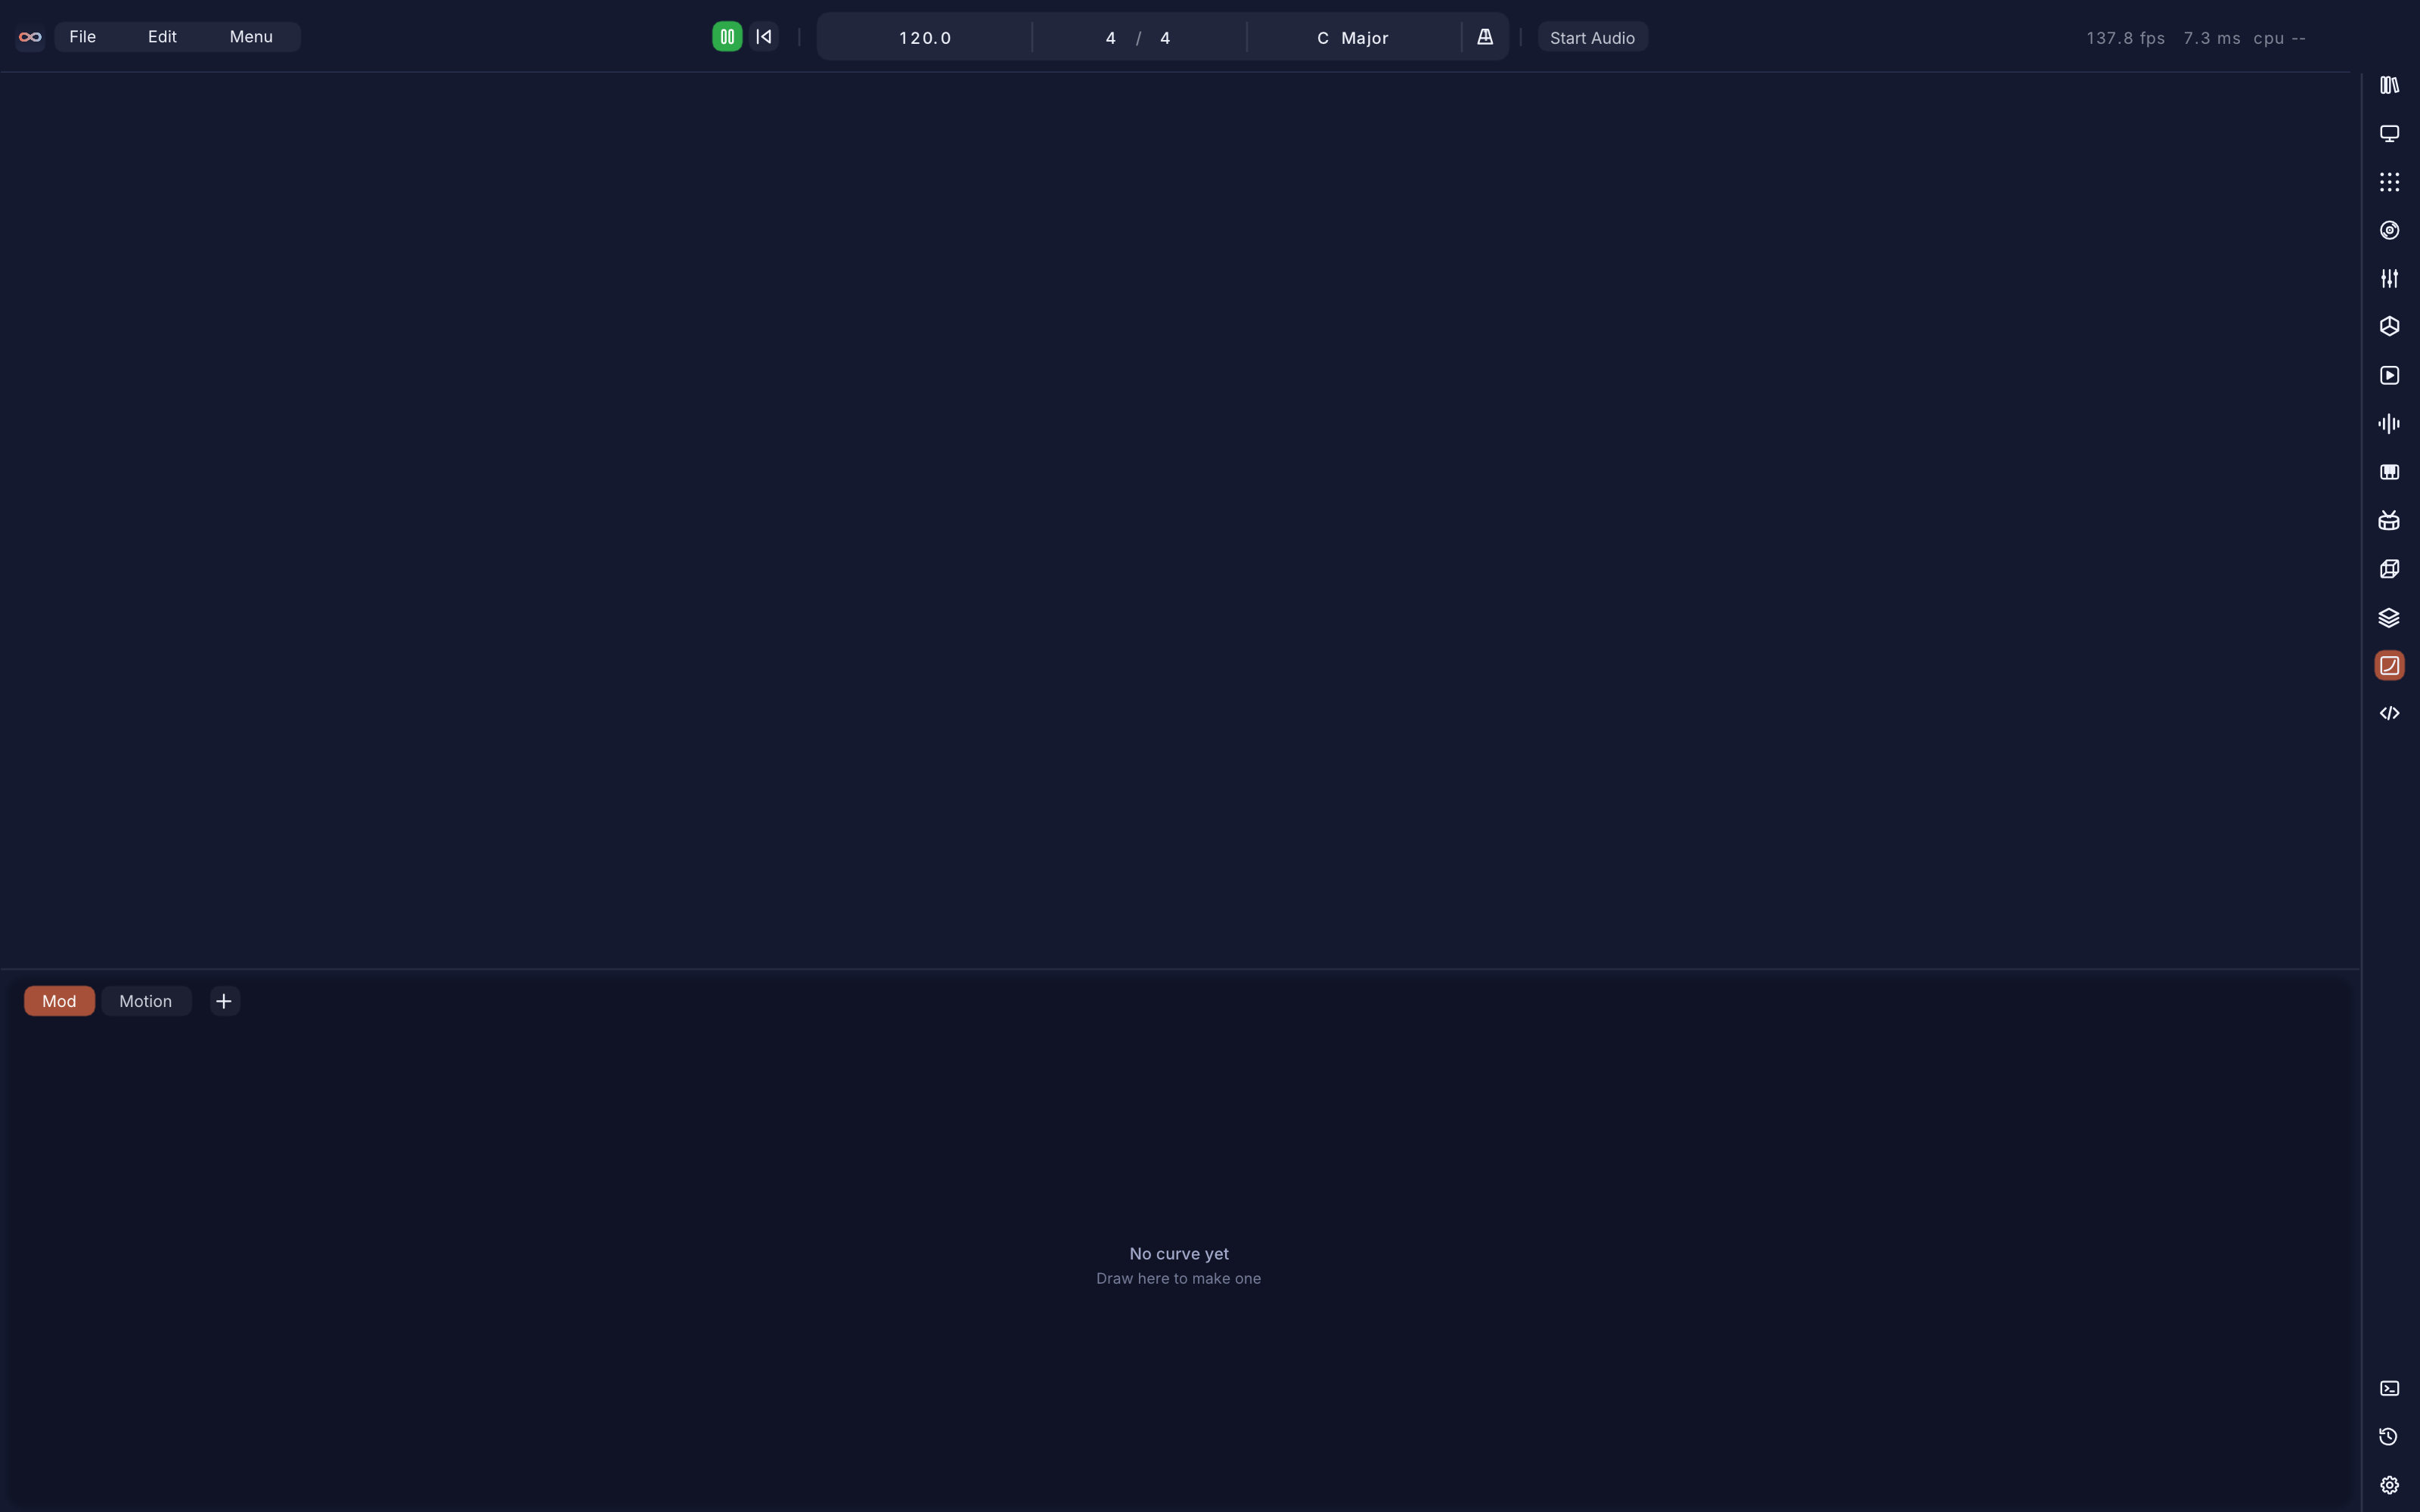 File Edit Menu
120.0
4 / 4
C Major
Start Audio
137.8 fps 7.3 ms cpu --
Mod Motion
No curve yet
Draw here to make one